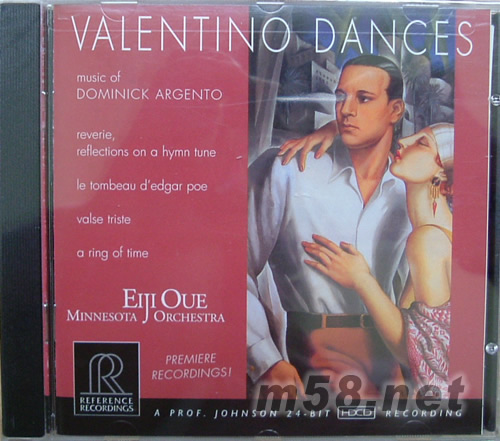 VALENTINO DANCES
music of
DOMINICK ARGENTO
reverie,
reflections on a hymn tune
le tombeau d'edgar poe
valse triste
a ring of time
EIJI OUE
MINNESOTA ORCHESTRA
PREMIERE
RECORDINGS!
R
REFERENCE
RECORDINGS
m58.net
A PROF. JOHNSON 24-BIT HDCD RECORDING